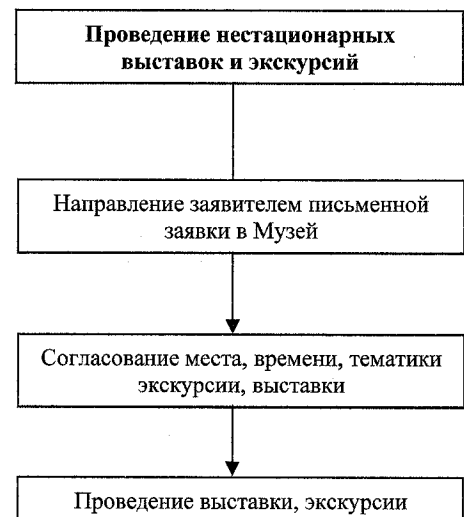 Проведение нестационарных
выставок и экскурсий
Направление заявителем письменной
заявки в Музей
Согласование места, времени, тематики
экскурсии, выставки
Проведение выставки, экскурсии